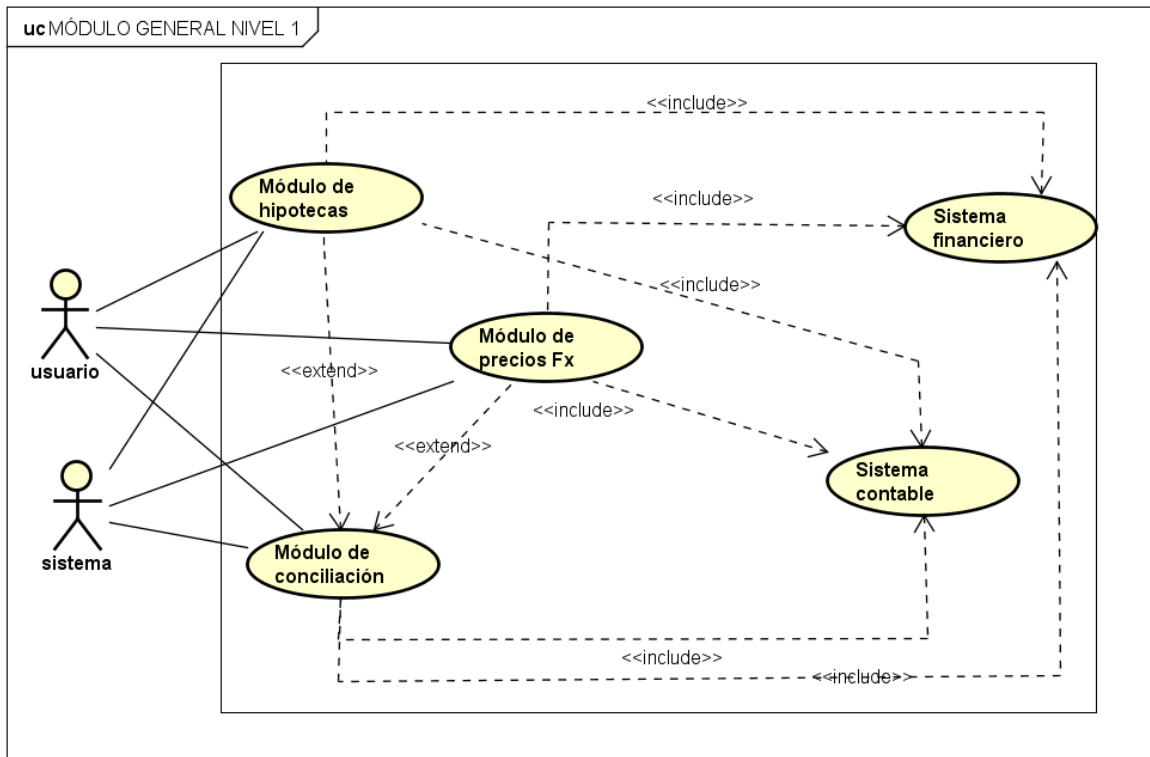 uc MÓDULO GENERAL NIVEL 1
<<include>>
Módulo de
hipotecas
<<include>>
Sistema
financiero
<<include>>
Módulo de
precios Fx
usuario
<<extend>>
<<include>>
<<extend>>
Sistema
contable
sistema
Módulo de
conciliación
<<include>>
<<include>>